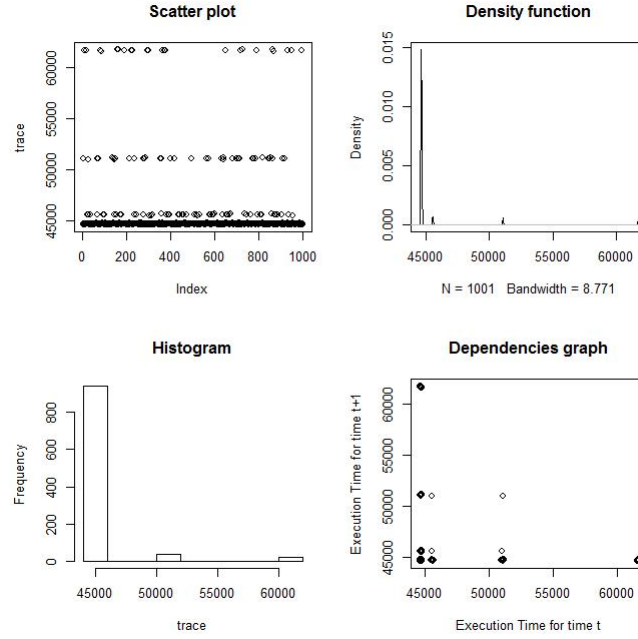 Scatter plot
trace
45000 50000 55000 60000
0 200 400 600 800 1000
Index
Density function
Density
0.000 0.005 0.010 0.015
45000 50000 55000 60000
N = 1001 Bandwidth = 8.771
Histogram
Frequency
0 200 400 600 800
45000 50000 55000 60000
trace
Dependencies graph
Execution Time for time t+1
45000 50000 55000 60000
45000 50000 55000 60000
Execution Time for time t